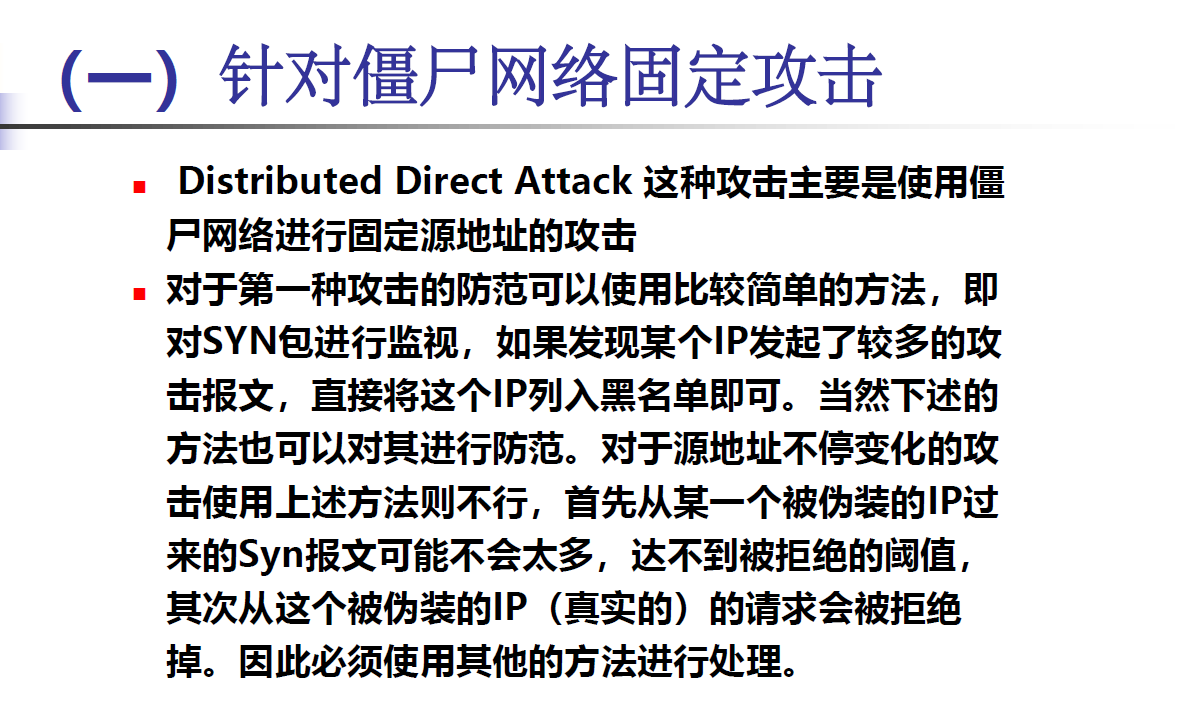 (一) 针对僵尸网络固定攻击
Distributed Direct Attack 这种攻击主要是使用僵
尸网络进行固定源地址的攻击
对于第一种攻击的防范可以使用比较简单的方法，即
对SYN包进行监视，如果发现某个IP发起了较多的攻
击报文，直接将这个IP列入黑名单即可。当然下述的
方法也可以对其进行防范。对于源地址不停变化的攻
击使用上述方法则不行，首先从某一个被伪装的IP过
来的Syn报文可能不会太多，达不到被拒绝的阈值，
其次从这个被伪装的IP（真实的）的请求会被拒绝
掉。因此必须使用其他的方法进行处理。